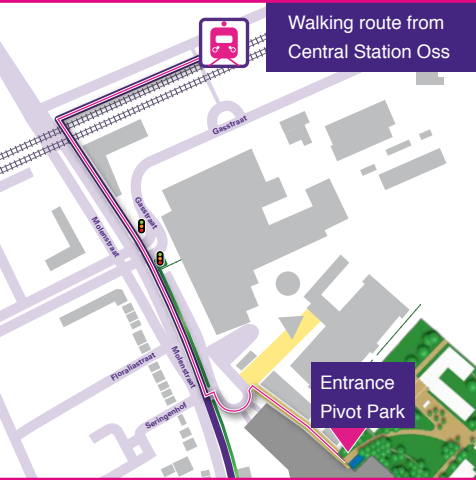 Walking route from
Central Station Oss
Gasstraat
Gasstraat
Molenstraat
Floraliastraat
Molenstraat
Seringenhof
Entrance
Pivot Park